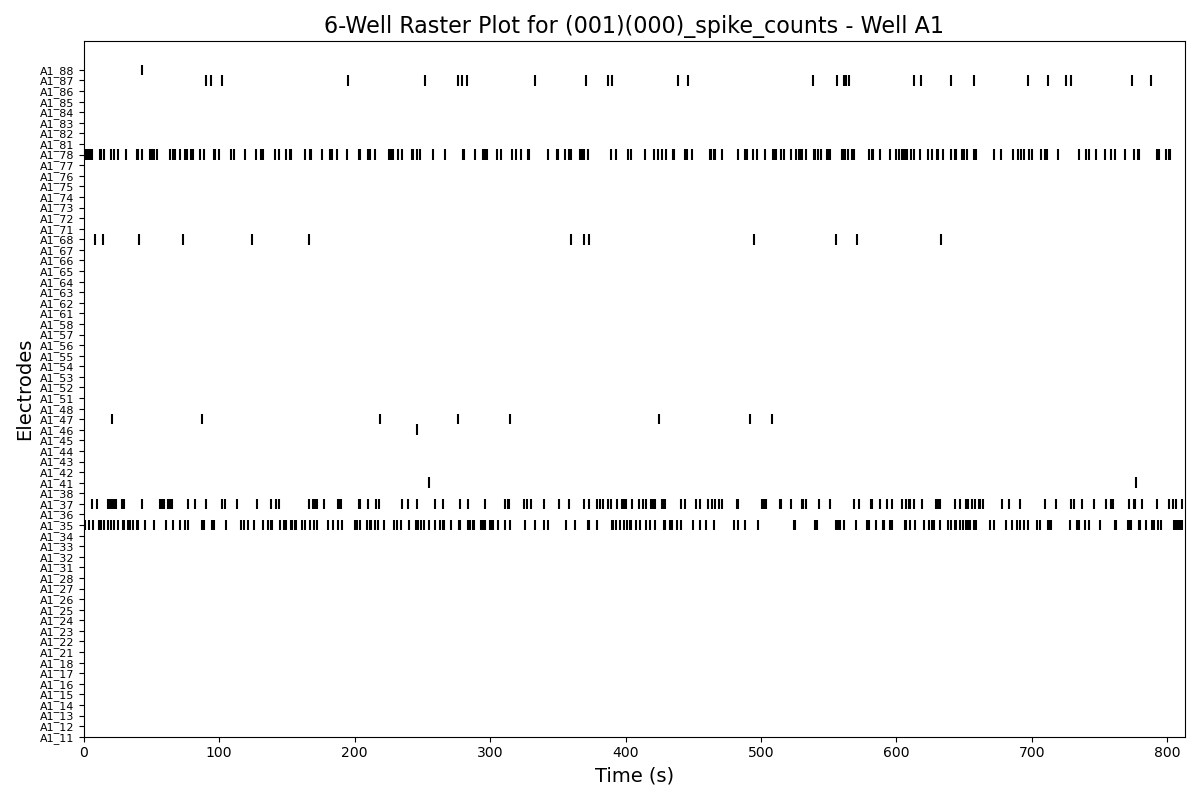 6-Well Raster Plot for (001)(000)_spike_counts - Well A1
A1_88
A1_87
A1_86
A1_85
A1_84
A1_83
A1_82
A1_81
A1_78
A1_77
A1_76
A1_75
A1_74
A1_73
A1_72
A1_71
A1_68
A1_67
A1_66
A1_65
A1_64
A1_63
A1_62
A1_61
A1_58
A1_57
A1_56
A1_55
A1_54
A1_53
A1_52
A1_51
A1_48
A1_47
A1_46
A1_45
A1_44
A1_43
A1_42
A1_41
A1_38
A1_37
A1_36
A1_35
A1_34
A1_33
A1_32
A1_31
A1_28
A1_27
A1_26
A1_25
A1_24
A1_23
A1_22
A1_21
A1_18
A1_17
A1_16
A1_15
A1_14
A1_13
A1_12
A1_11
Electrodes
0 100 200 300 400 500 600 700 800
Time (s)